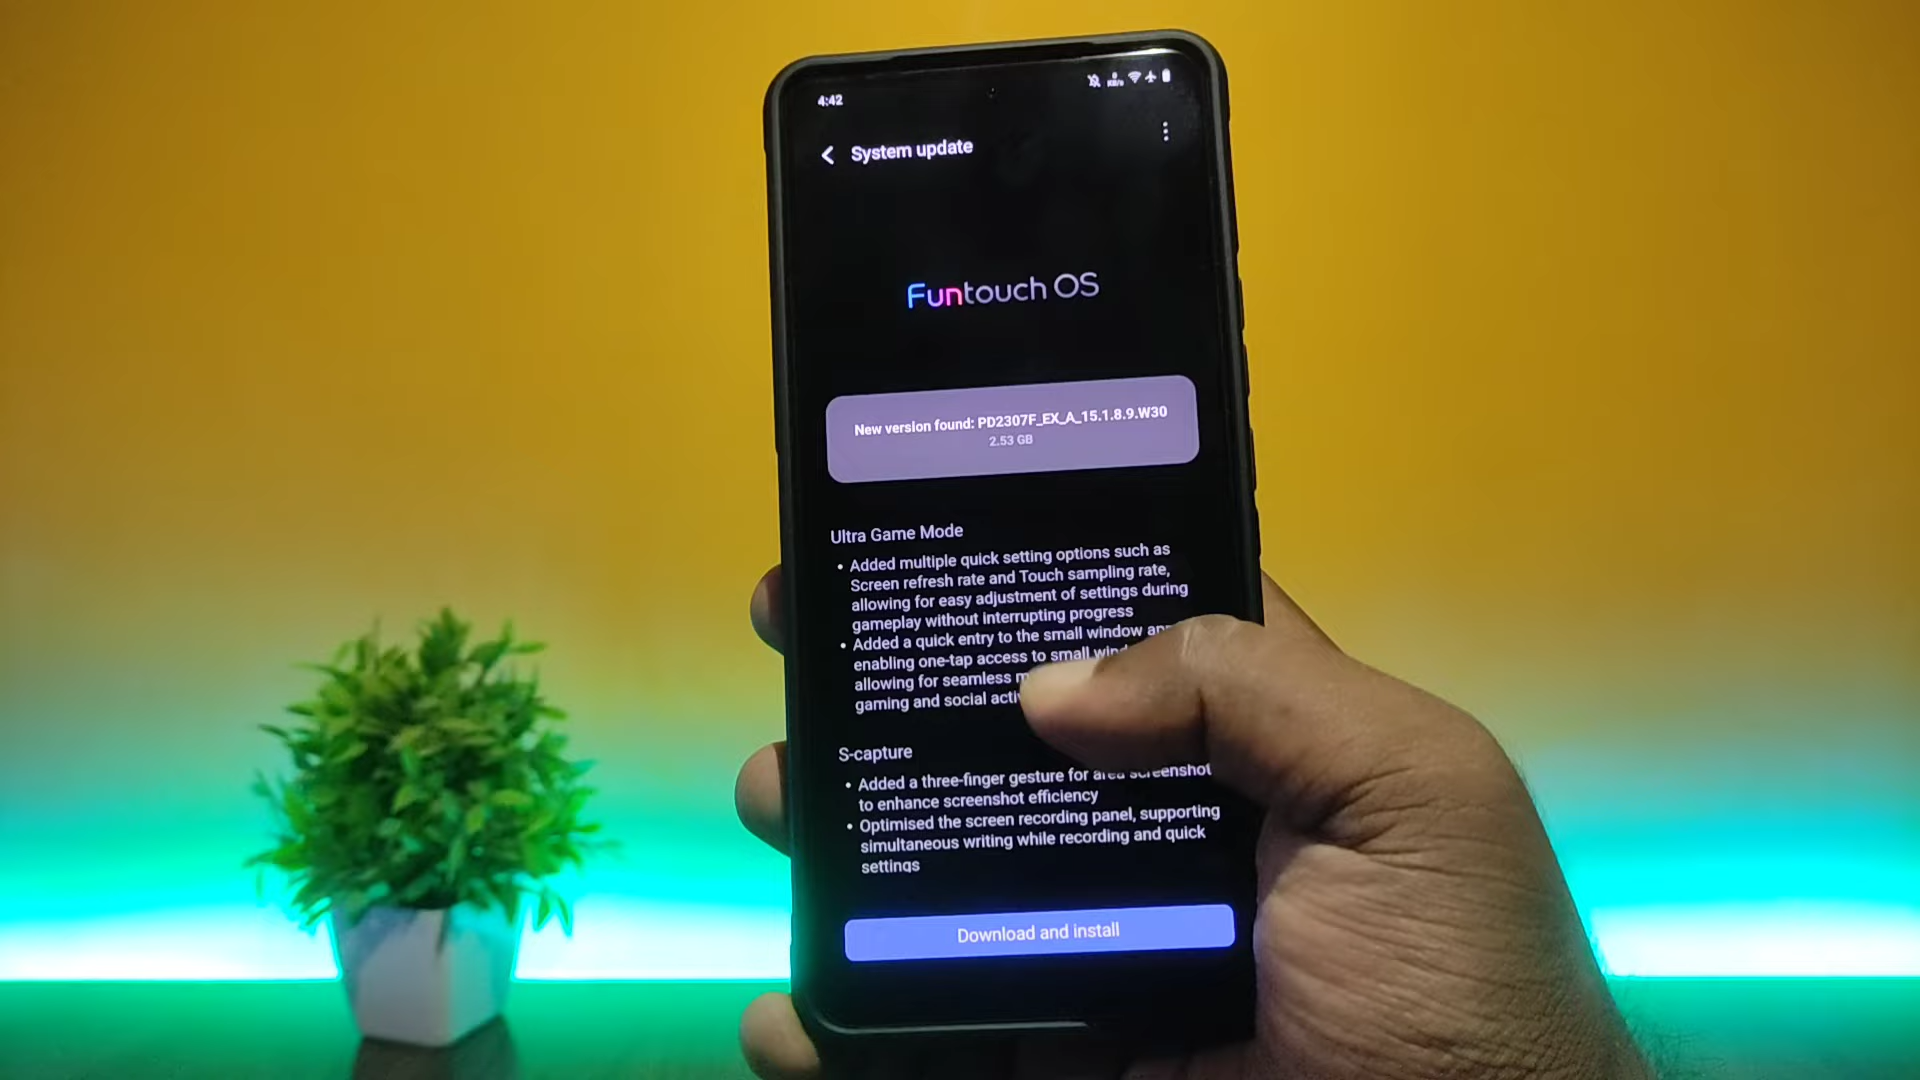 4:42
System update
Funtouch OS
New version found: PD2307F_EX_A_15.1.8.9.W30
2.53 GB
Ultra Game Mode
• Added multiple quick setting options such as
Screen refresh rate and Touch sampling rate,
allowing for easy adjustment of settings during
gameplay without interrupting progress
• Added a quick entry to the small window
enabling one-tap access to small
allowing for seamless
gaming and social
S-capture
• Added a three-finger gesture for area screenshot
to enhance screenshot efficiency
• Optimised the screen recording panel, supporting
simultaneous writing while recording and quick
settings
Download and install